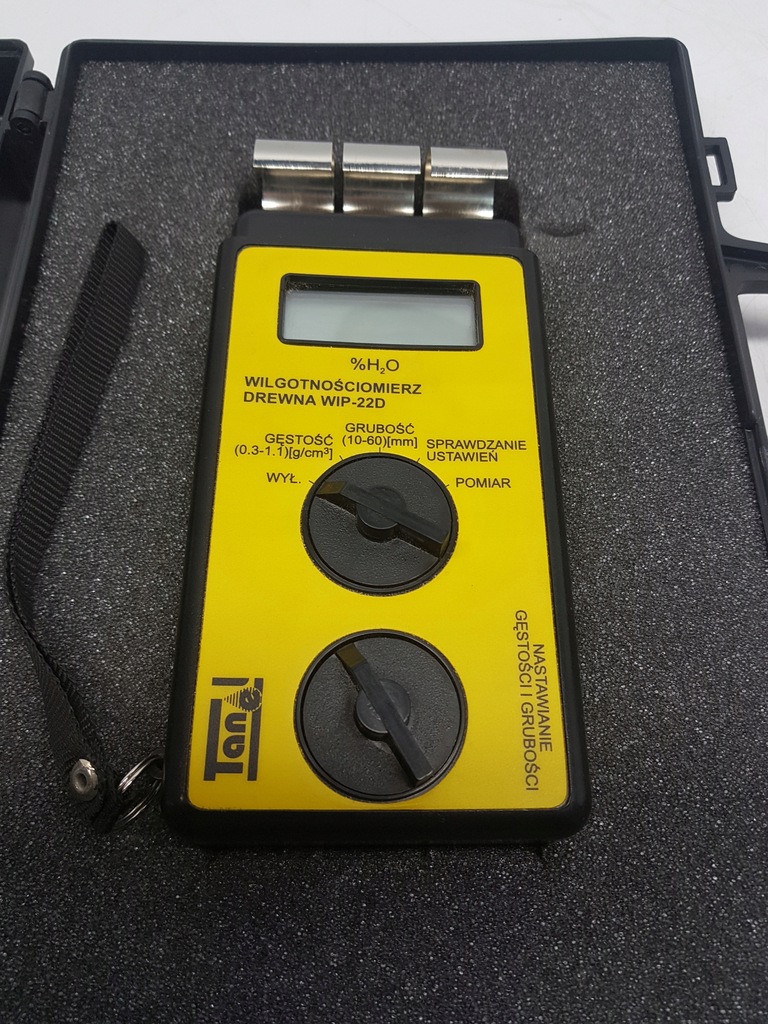 %H₂O
WILGOTNOŚCIOMIERZ
DREWNA WIP-22D
GRUBOŚĆ
(10-60)[mm]
GĘSTOŚĆ
(0.3-1.1)[g/cm³]
SPRAWDZANIE
USTAWIEŃ
WYŁ.
POMIAR
NASTAWIANIE
GĘSTOŚCI I GRUBOŚCI
Tanel